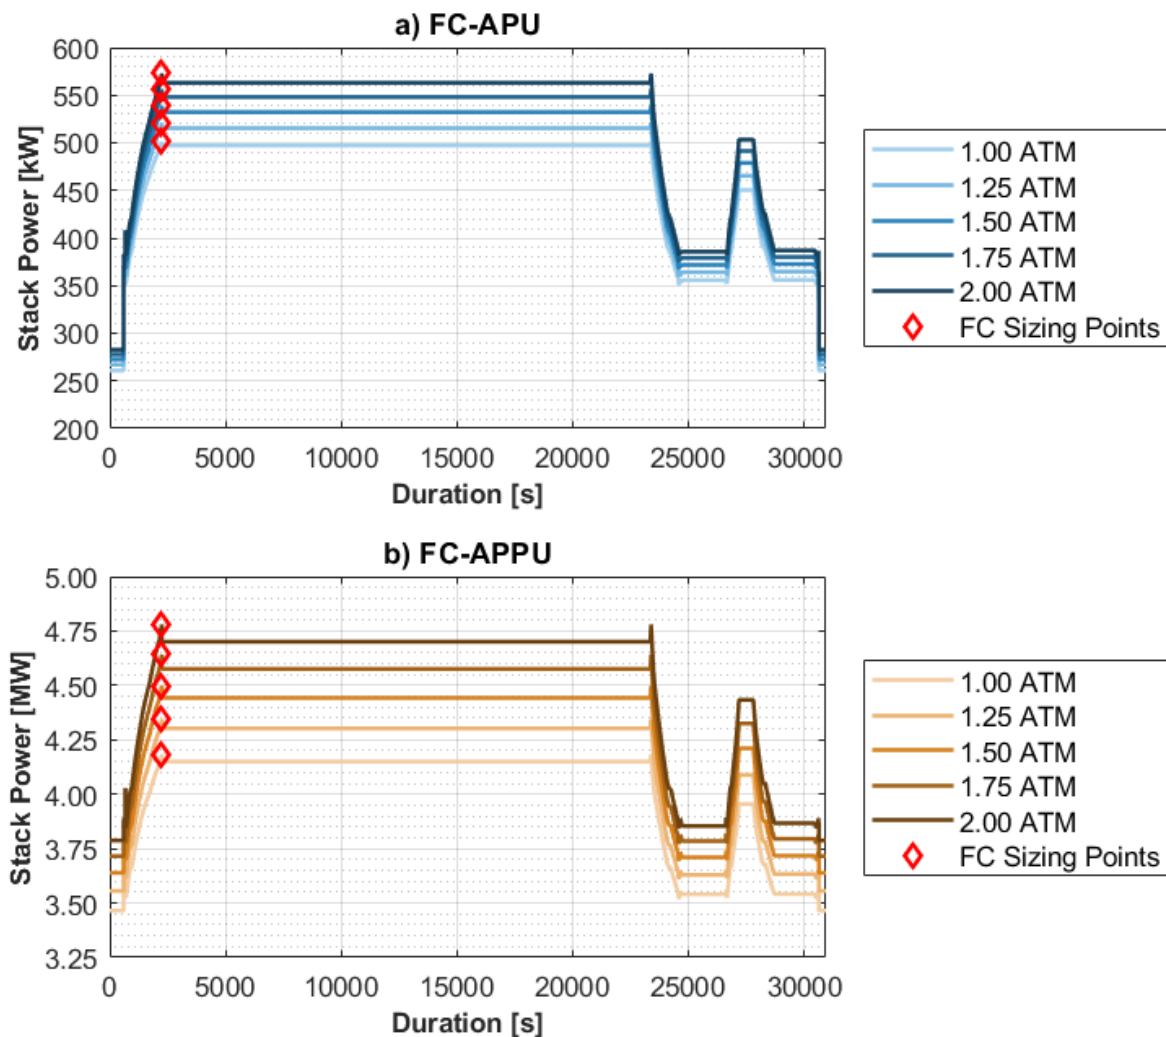 a) FC-APU
Stack Power [kW]
600
550
500
450
400
350
300
250
200
0 5000 10000 15000 20000 25000 30000
Duration [s]
1.00 ATM
1.25 ATM
1.50 ATM
1.75 ATM
2.00 ATM
FC Sizing Points
b) FC-APPU
Stack Power [MW]
5.00
4.75
4.50
4.25
4.00
3.75
3.50
3.25
0 5000 10000 15000 20000 25000 30000
Duration [s]
1.00 ATM
1.25 ATM
1.50 ATM
1.75 ATM
2.00 ATM
FC Sizing Points